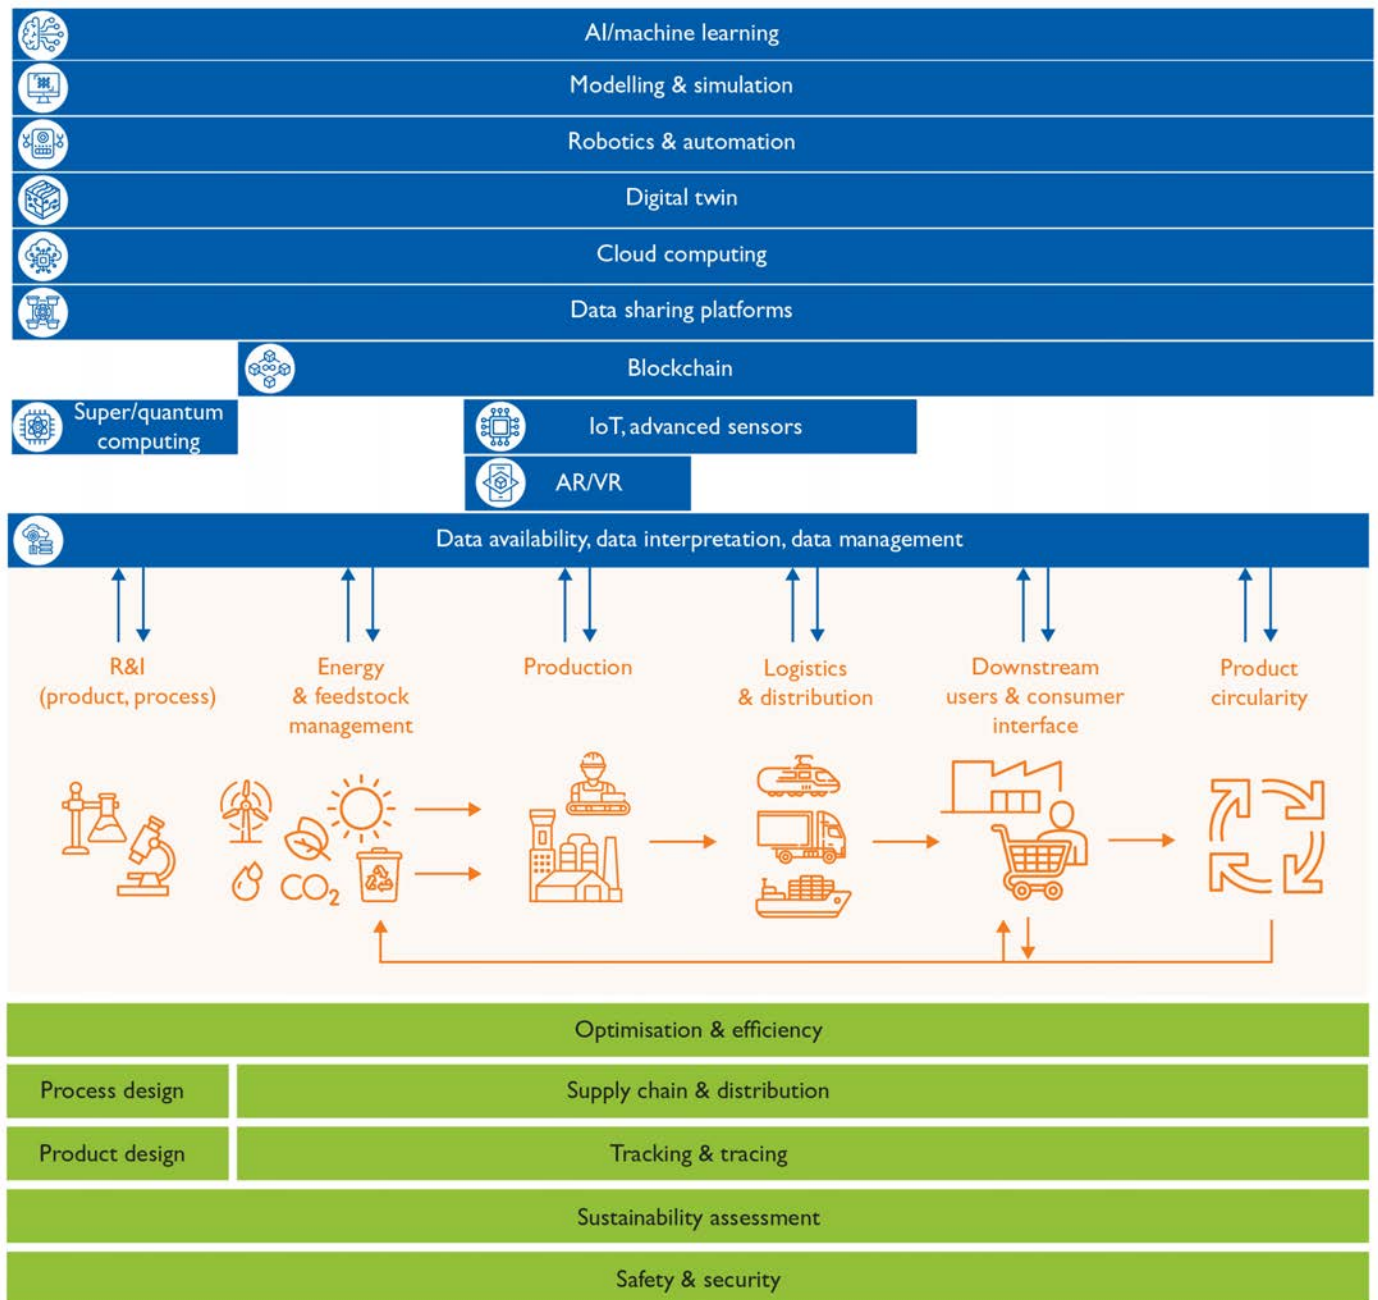 AI/machine learning
Modelling & simulation
Robotics & automation
Digital twin
Cloud computing
Data sharing platforms
Blockchain
Super/quantum
computing
IoT, advanced sensors
AR/VR
Data availability, data interpretation, data management
R&I
(product, process)
Energy
& feedstock
management
Production
Logistics
& distribution
Downstream
users & consumer
interface
Product
circularity
CO2
Optimisation & efficiency
Process design
Supply chain & distribution
Product design
Tracking & tracing
Sustainability assessment
Safety & security